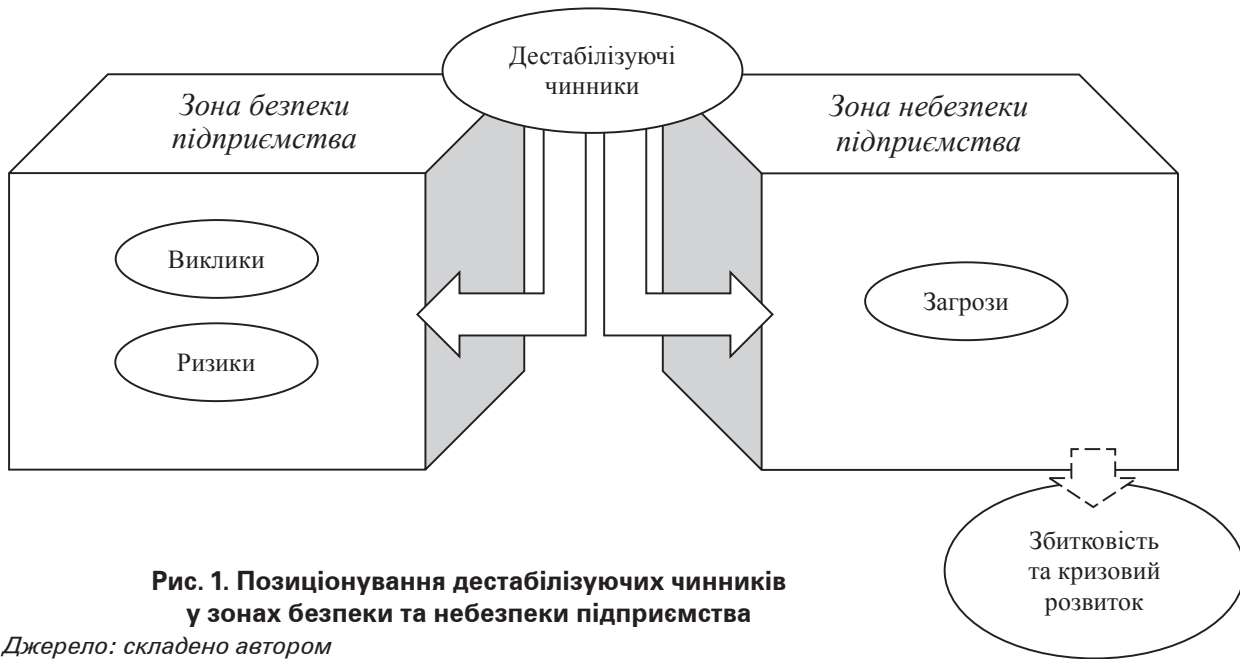 Дестабілізуючі
чинники
Зона безпеки
підприємства
Зона небезпеки
підприємства
Виклики
Ризики
Загрози
Збитковість
та кризовий
розвиток
Рис. 1. Позиціонування дестабілізуючих чинників
у зонах безпеки та небезпеки підприємства
Джерело: складено автором